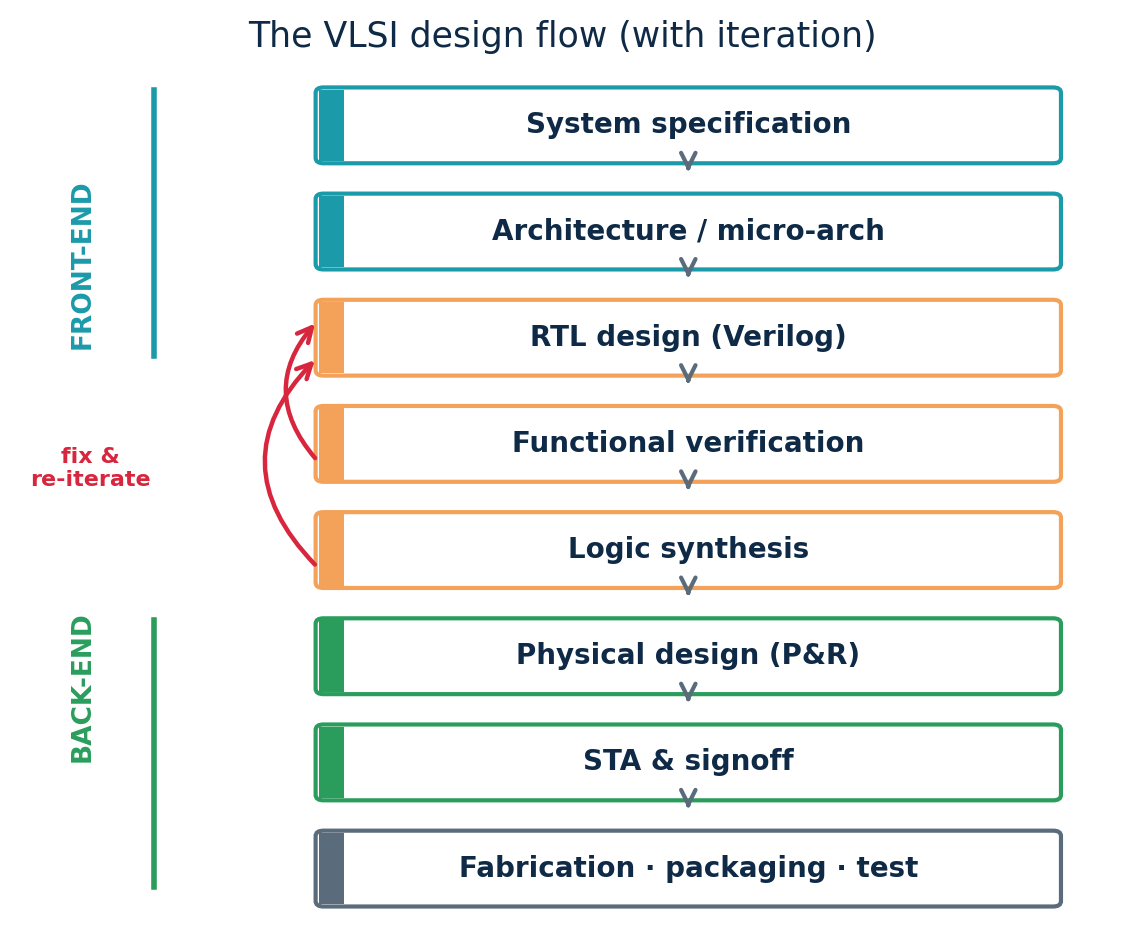 The VLSI design flow (with iteration)
System specification
Architecture / micro-arch
FRONT-END
RTL design (Verilog)
Functional verification
fix &
re-iterate
Logic synthesis
Physical design (P&R)
BACK-END
STA & signoff
Fabrication · packaging · test